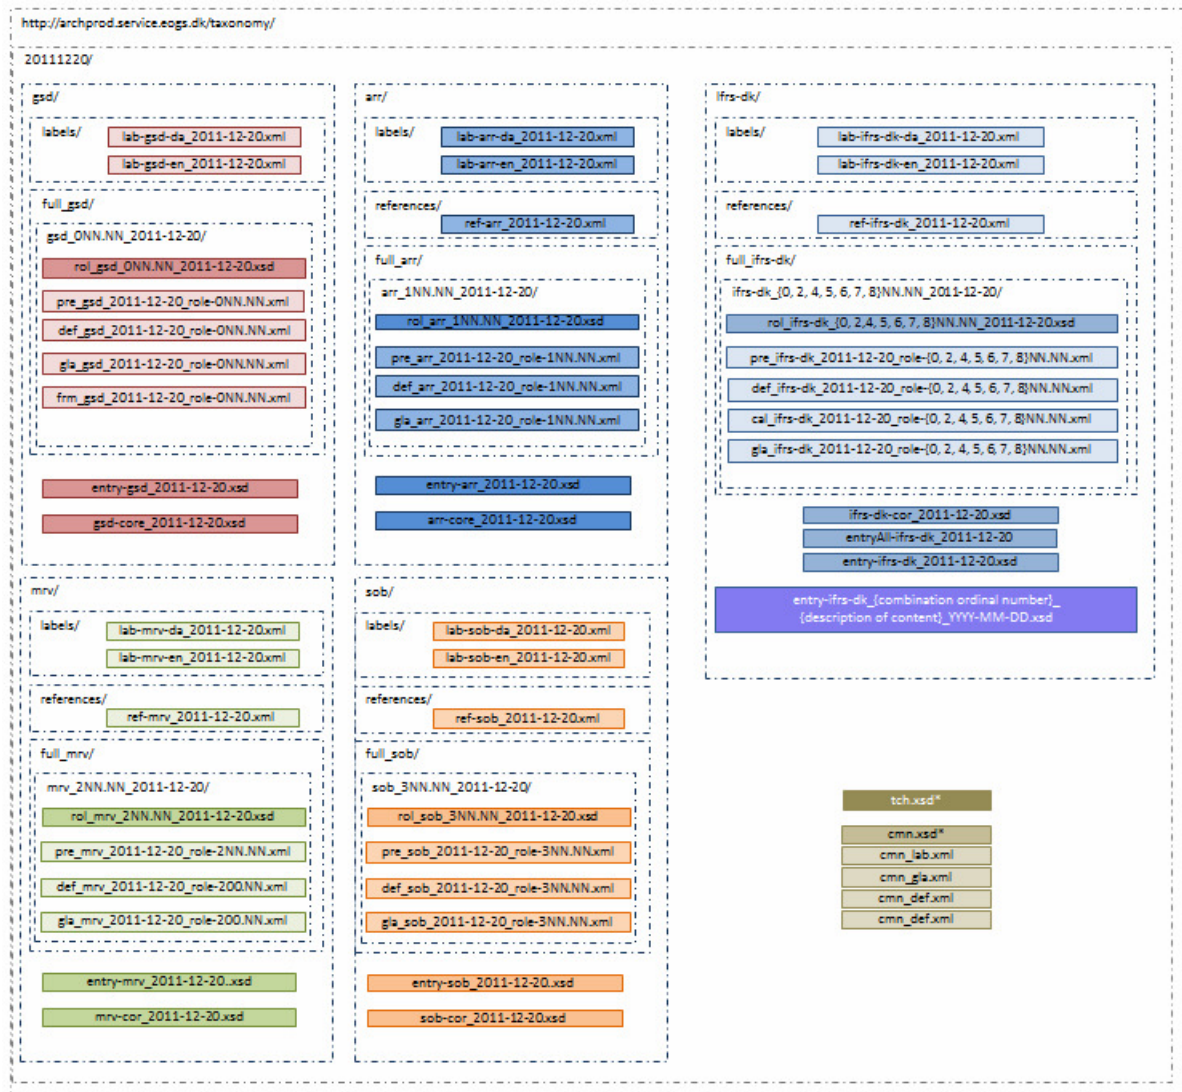 http://archprod.service.eogs.dk/taxonomy/
20111220/
gsd/
labels/
lab-gsd-da_2011-12-20.xml
lab-gsd-en_2011-12-20.xml
full_gsd/
gsd_0NN.NN_2011-12-20/
rol_gsd_0NN.NN_2011-12-20.xsd
pre_gsd_2011-12-20_role-0NN.NN.xml
def_gsd_2011-12-20_role-0NN.NN.xml
gla_gsd_2011-12-20_role-0NN.NN.xml
frm_gsd_2011-12-20_role-0NN.NN.xml
entry-gsd_2011-12-20.xsd
gsd-core_2011-12-20.xsd
arr/
labels/
lab-arr-da_2011-12-20.xml
lab-arr-en_2011-12-20.xml
references/
ref-arr_2011-12-20.xml
full_arr/
arr_1NN.NN_2011-12-20/
rol_arr_1NN.NN_2011-12-20.xsd
pre_arr_2011-12-20_role-1NN.NN.xml
def_arr_2011-12-20_role-1NN.NN.xml
gla_arr_2011-12-20_role-1NN.NN.xml
entry-arr_2011-12-20.xsd
arr-core_2011-12-20.xsd
Ifrs-dk/
labels/
lab-ifrs-dk-da_2011-12-20.xml
lab-ifrs-dk-en_2011-12-20.xml
references/
ref-ifrs-dk_2011-12-20.xml
full_ifrs-dk/
ifrs-dk_{0, 2, 4, 5, 6, 7, 8}NN.NN_2011-12-20/
rol_ifrs-dk_{0, 2,4, 5, 6, 7, 8}NN.NN_2011-12-20.xsd
pre_ifrs-dk_2011-12-20_role-{0, 2, 4, 5, 6, 7, 8}NN.NN.xml
def_ifrs-dk_2011-12-20_role-{0, 2, 4, 5, 6, 7, 8}NN.NN.xml
cal_ifrs-dk_2011-12-20_role-{0, 2, 4, 5, 6, 7, 8}NN.NN.xml
gla_ifrs-dk_2011-12-20_role-{0, 2, 4, 5, 6, 7, 8}NN.NN.xml
ifrs-dk-cor_2011-12-20.xsd
entryAll-ifrs-dk_2011-12-20
entry-ifrs-dk_2011-12-20.xsd
entry-ifrs-dk_{combination ordinal number}_
{description of content}_YYYY-MM-DD.xsd
mrv/
labels/
lab-mrv-da_2011-12-20.xml
lab-mrv-en_2011-12-20.xml
references/
ref-mrv_2011-12-20.xml
full_mrv/
mrv_2NN.NN_2011-12-20/
rol_mrv_2NN.NN_2011-12-20.xsd
pre_mrv_2011-12-20_role-2NN.NN.xml
def_mrv_2011-12-20_role-200.NN.xml
gla_mrv_2011-12-20_role-200.NN.xml
entry-mrv_2011-12-20..xsd
mrv-cor_2011-12-20.xsd
sob/
labels/
lab-sob-da_2011-12-20.xml
lab-sob-en_2011-12-20.xml
references/
ref-sob_2011-12-20.xml
full_sob/
sob_3NN.NN_2011-12-20/
rol_sob_3NN.NN_2011-12-20.xsd
pre_sob_2011-12-20_role-3NN.NN.xml
def_sob_2011-12-20_role-3NN.NN.xml
gla_sob_2011-12-20_role-3NN.NN.xml
entry-sob_2011-12-20..xsd
sob-cor_2011-12-20.xsd
tch.xsd*
cmn.xsd*
cmn_lab.xml
cmn_gla.xml
cmn_def.xml
cmn_def.xml